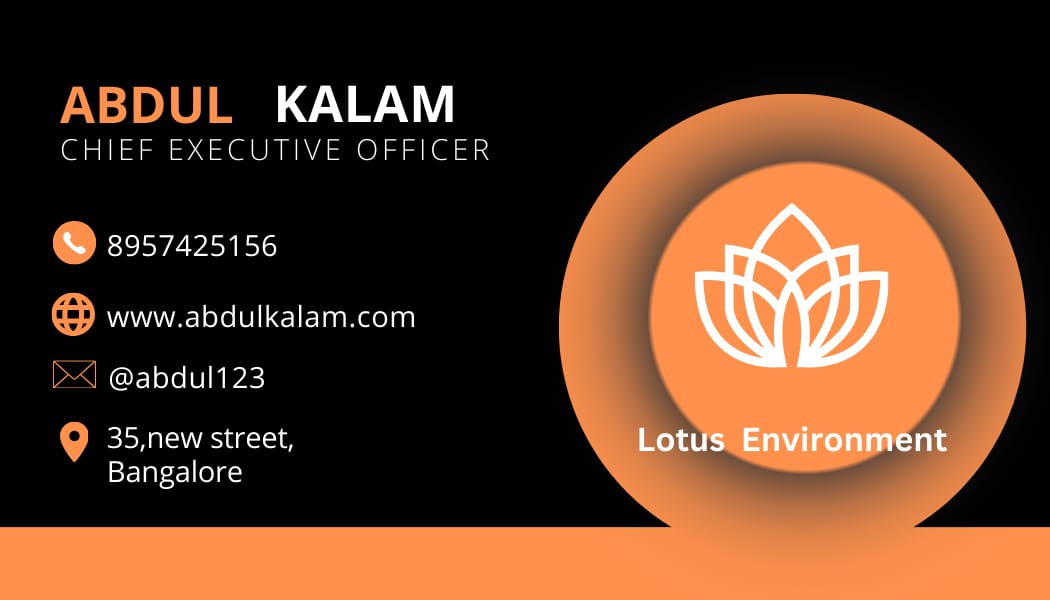 ABDUL KALAM
CHIEF EXECUTIVE OFFICER
8957425156
www.abdulkalam.com
@abdul123
35,new street,
Bangalore
Lotus Environment